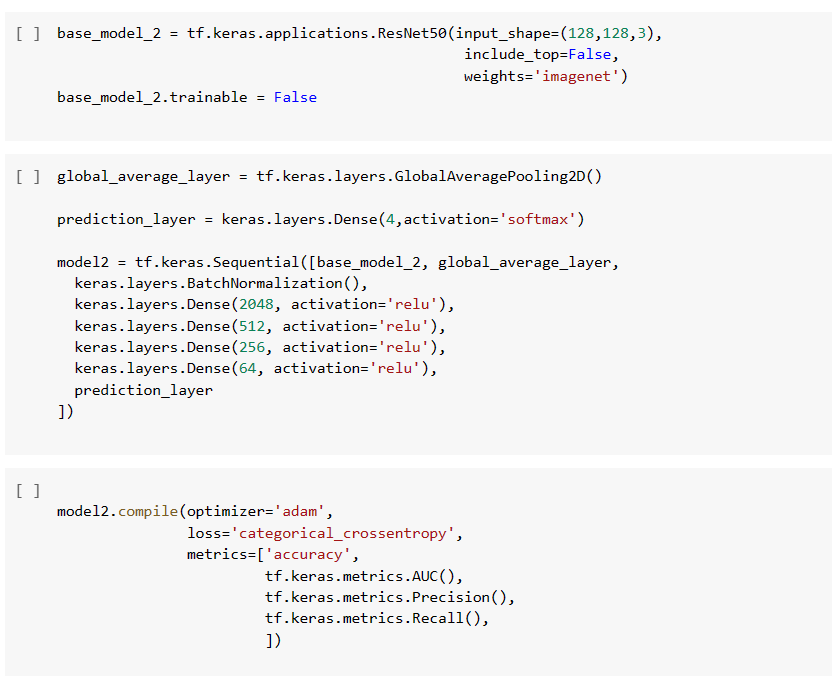 [ ] base_model_2 = tf.keras.applications.ResNet50(input_shape=(128,128,3),
include_top=False,
weights='imagenet')
base_model_2.trainable = False
[ ] global_average_layer = tf.keras.layers.GlobalAveragePooling2D()
prediction_layer = keras.layers.Dense(4,activation='softmax')
model2 = tf.keras.Sequential([base_model_2, global_average_layer,
keras.layers.BatchNormalization(),
keras.layers.Dense(2048, activation='relu'),
keras.layers.Dense(512, activation='relu'),
keras.layers.Dense(256, activation='relu'),
keras.layers.Dense(64, activation='relu'),
prediction_layer
])
[ ]
model2.compile(optimizer='adam',
loss='categorical_crossentropy',
metrics=['accuracy',
tf.keras.metrics.AUC(),
tf.keras.metrics.Precision(),
tf.keras.metrics.Recall(),
])